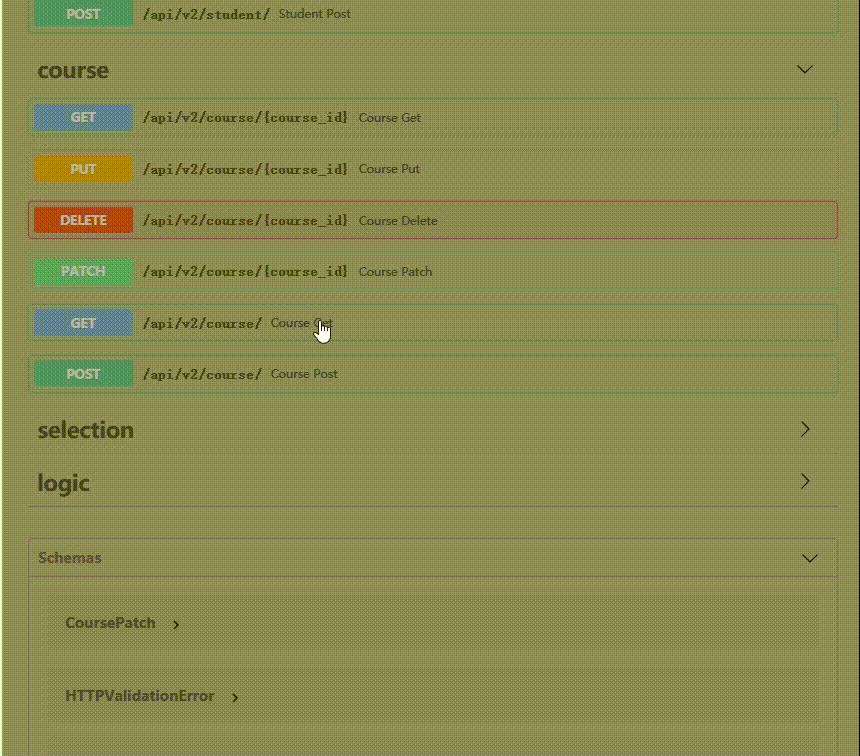 POST /api/v2/student/ Student Post
course
GET /api/v2/course/{course_id} Course Get
PUT /api/v2/course/{course_id} Course Put
DELETE /api/v2/course/{course_id} Course Delete
PATCH /api/v2/course/{course_id} Course Patch
GET /api/v2/course/ Course Get
POST /api/v2/course/ Course Post
selection
logic
Schemas
CoursePatch
HTTPValidationError